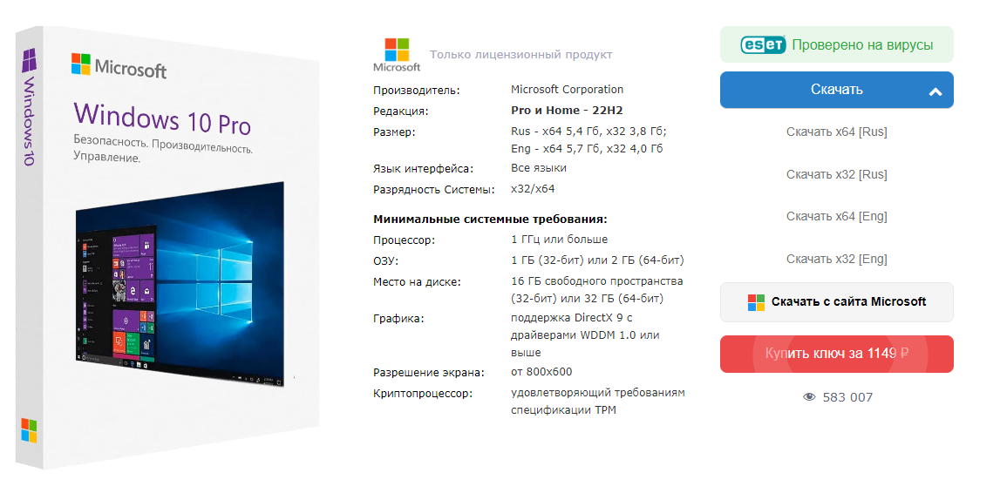 Microsoft
Windows 10 Pro
Безопасность. Производительность.
Управление.
Windows 10
Microsoft
Только лицензионный продукт
Производитель: Microsoft Corporation
Редакция: Pro и Home - 22H2
Размер: Rus - x64 5,4 Гб, x32 3,8 Гб;
Eng - x64 5,7 Гб, x32 4,0 Гб
Язык интерфейса: Все языки
Разрядность Системы: x32/x64
Минимальные системные требования:
Процессор: 1 ГГц или больше
ОЗУ: 1 ГБ (32-бит) или 2 ГБ (64-бит)
Место на диске: 16 ГБ свободного пространства
(32-бит) или 32 ГБ (64-бит)
Графика: поддержка DirectX 9 с
драйверами WDDM 1.0 или
выше
Разрешение экрана: от 800x600
Криптопроцессор: удовлетворяющий требованиям
спецификации ТРМ
eset Проверено на вирусы
Скачать
Скачать x64 [Rus]
Скачать x32 [Rus]
Скачать x64 [Eng]
Скачать x32 [Eng]
Скачать с сайта Microsoft
Купить ключ за 1149 ₽
583 007